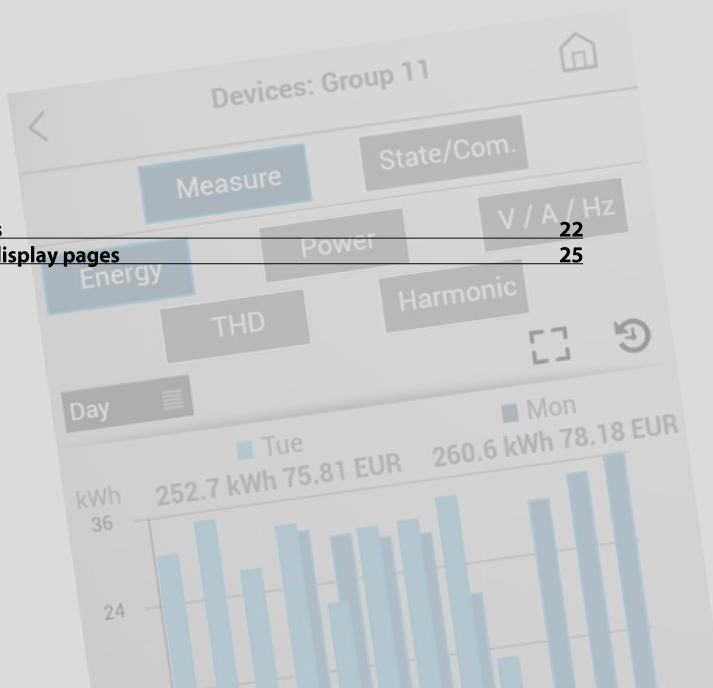 Devices: Group 11
Measure
State/Com.
s 22
isplay pages 25
Energy
Power
V / A / Hz
THD
Harmonic
Day
Tue
Mon
252.7 kWh 75.81 EUR
260.6 kWh 78.18 EUR
kWh
36
24